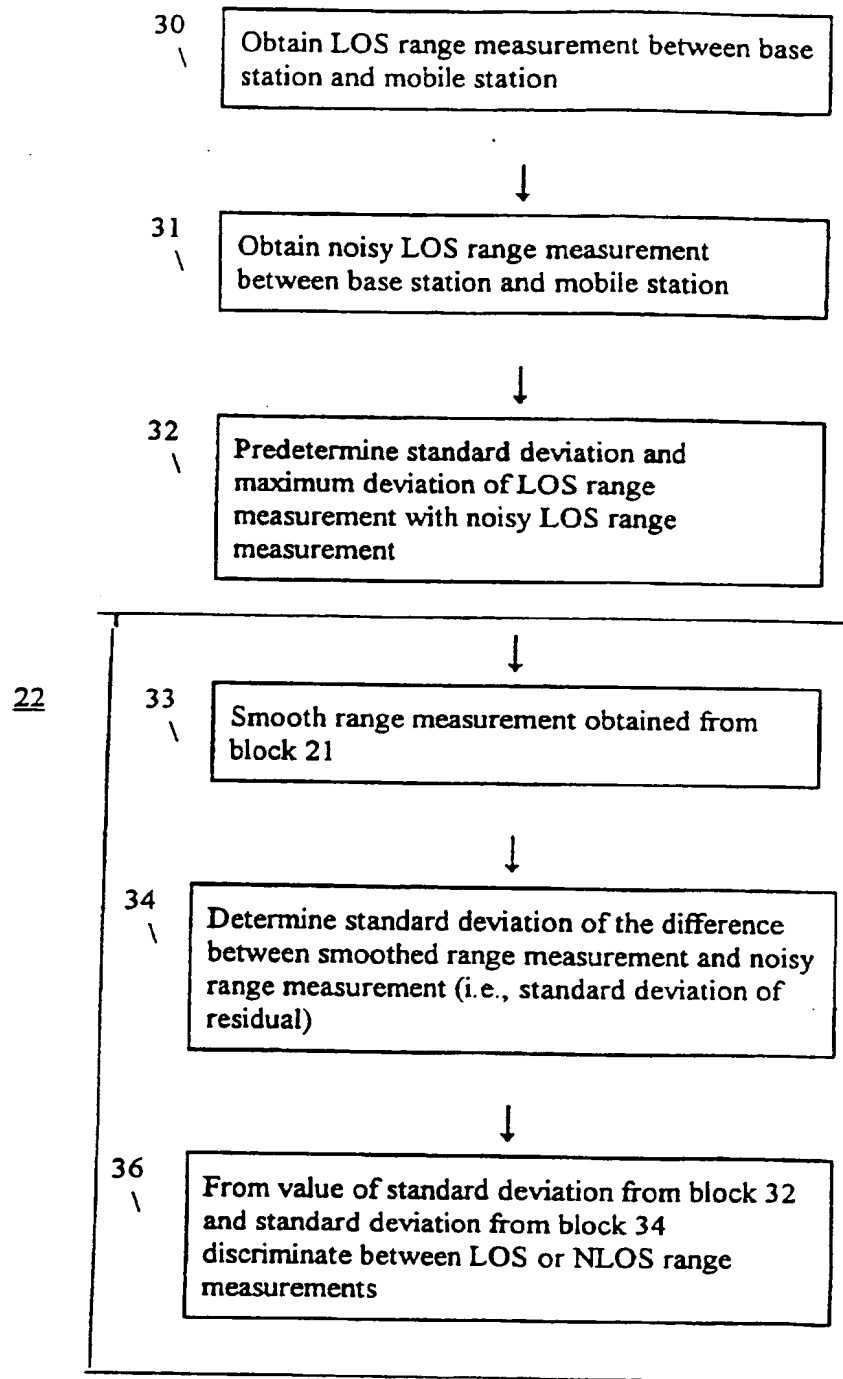 30
Obtain LOS range measurement between base
station and mobile station
31
Obtain noisy LOS range measurement
between base station and mobile station
32
Predetermine standard deviation and
maximum deviation of LOS range
measurement with noisy LOS range
measurement
22
33
Smooth range measurement obtained from
block 21
34
Determine standard deviation of the difference
between smoothed range measurement and noisy
range measurement (i.e., standard deviation of
residual)
36
From value of standard deviation from block 32
and standard deviation from block 34
discriminate between LOS or NLOS range
measurements